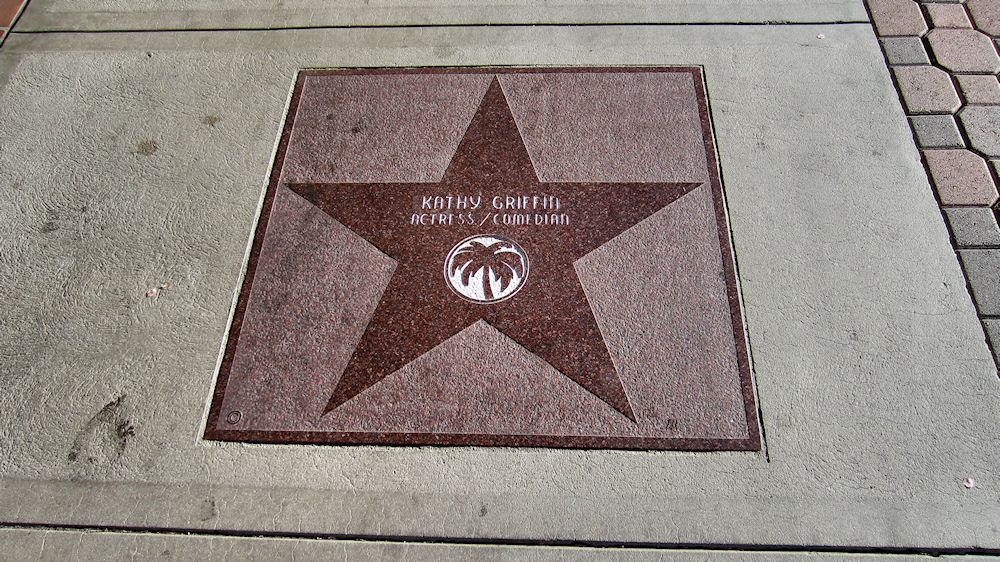 KATHY GRIFFIN
ACTRESS/COMEDIAN
©